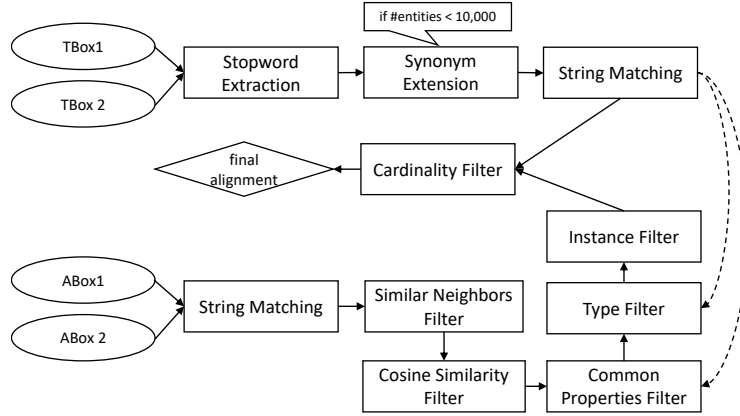 if #entities < 10,000
TBox1
TBox 2
Stopword
Extraction
Synonym
Extension
String Matching
final
alignment
Cardinality Filter
Instance Filter
ABox1
ABox 2
String Matching
Similar Neighbors
Filter
Type Filter
Cosine Similarity
Filter
Common
Properties Filter